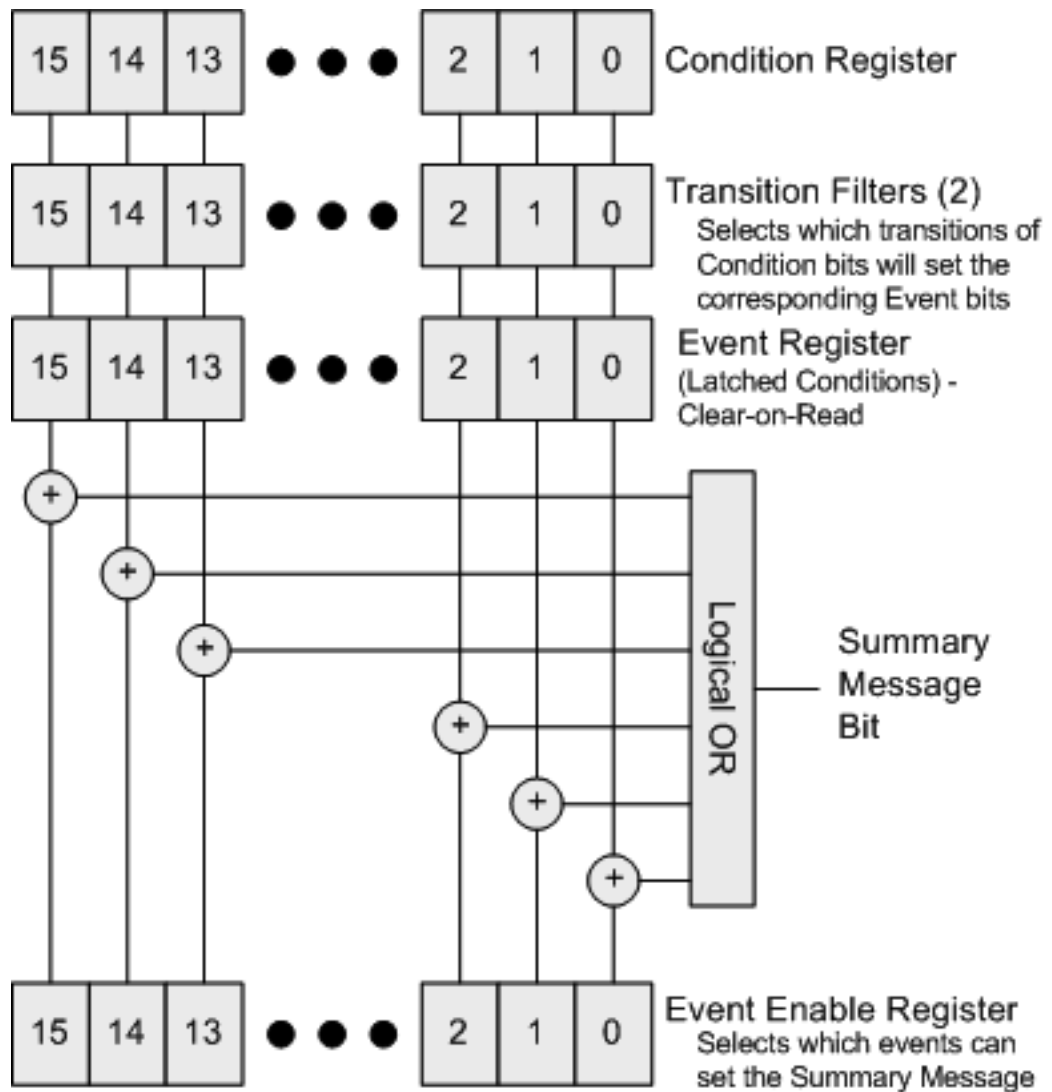 15 14 13 2 1 0 Condition Register
15 14 13 2 1 0 Transition Filters (2)
Selects which transitions of
Condition bits will set the
corresponding Event bits
15 14 13 2 1 0 Event Register
(Latched Conditions) -
Clear-on-Read
+
+
+
+
+
+
Logical OR
Summary
Message
Bit
15 14 13 2 1 0 Event Enable Register
Selects which events can
set the Summary Message